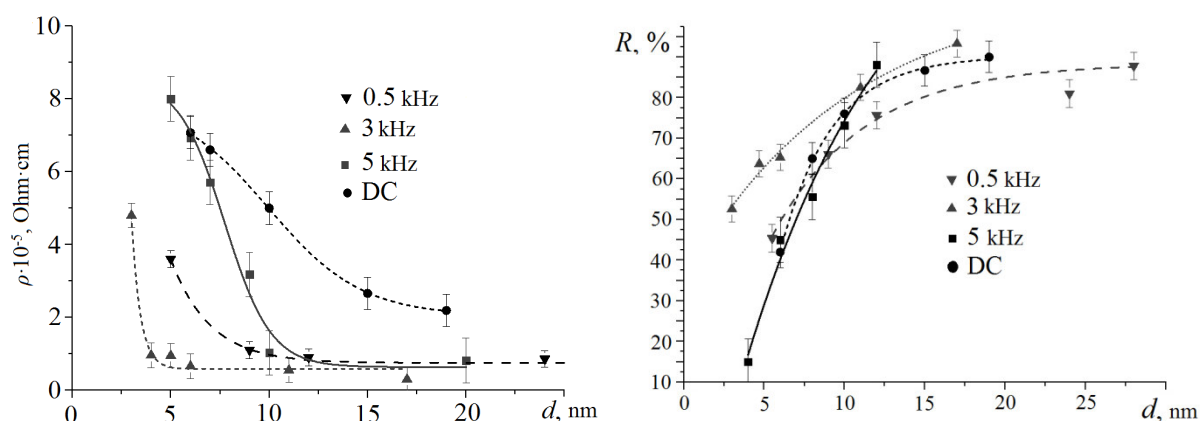 ρ·10⁻⁵, Ohm·cm
10
8
6
4
2
0
0.5 kHz
3 kHz
5 kHz
DC
0 5 10 15 20 d, nm
R, %
80
70
60
50
40
30
20
10
0.5 kHz
3 kHz
5 kHz
DC
0 5 10 15 20 25 d, nm